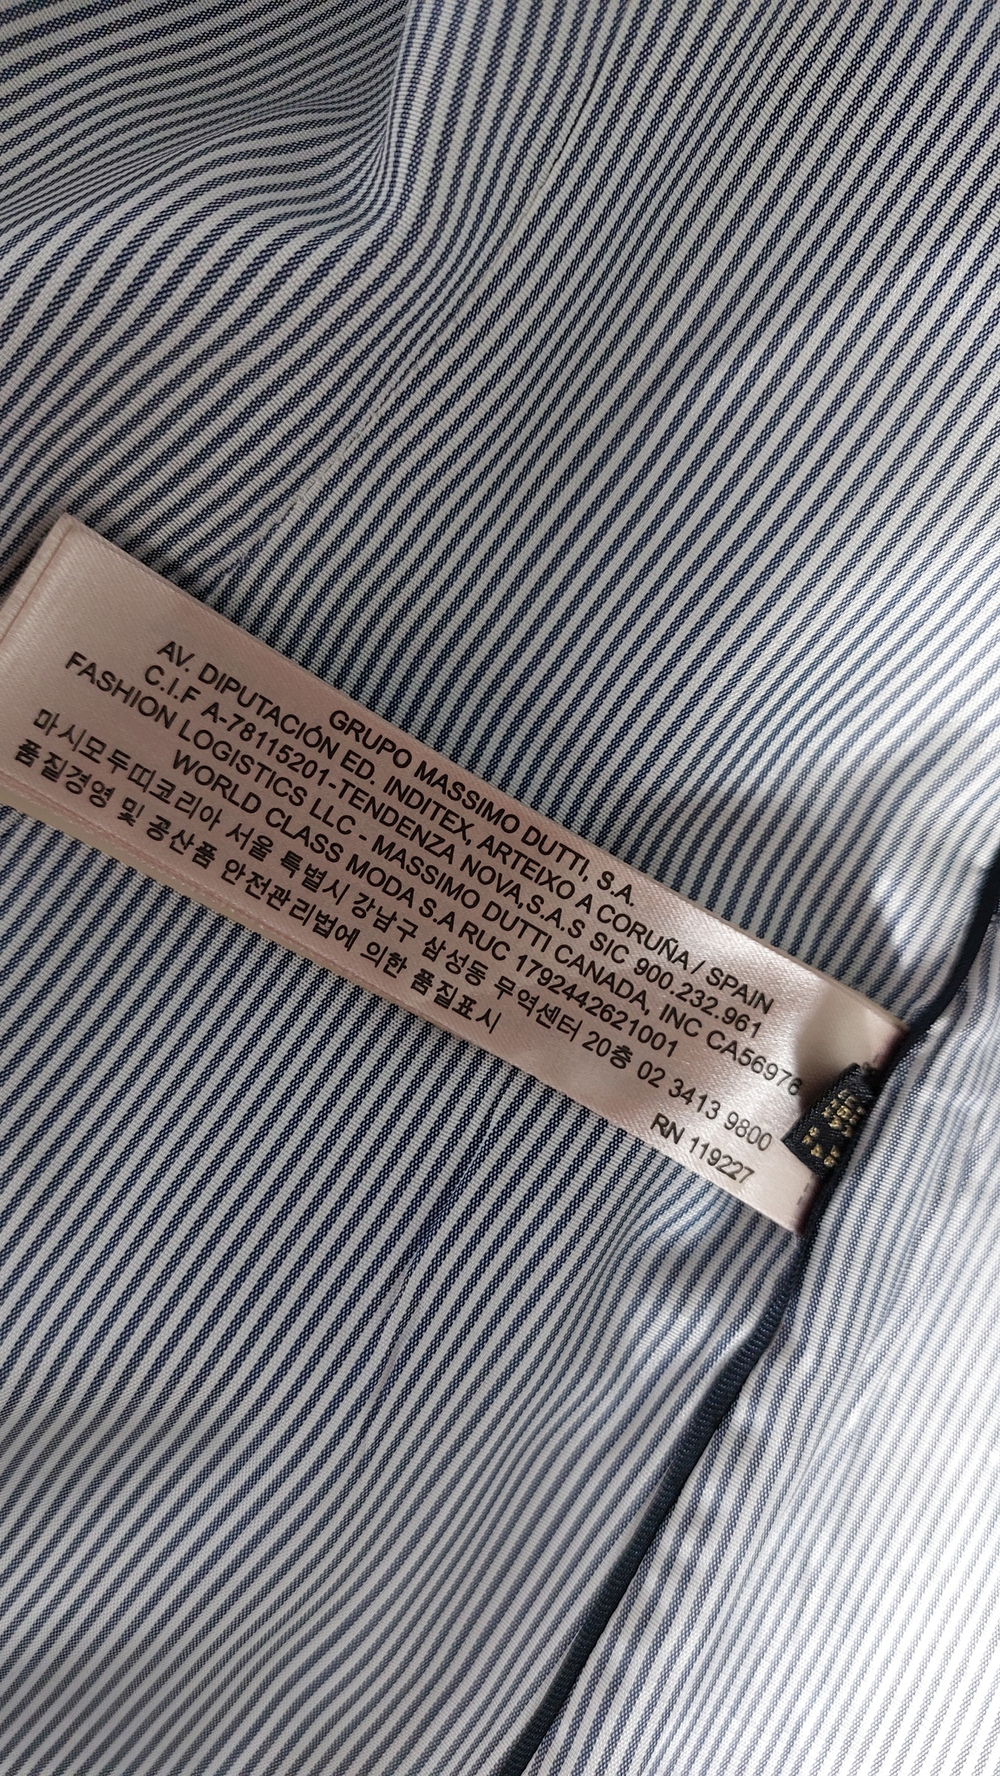 GRUPO MASSIMO DUTTI, S.A.
AV. DIPUTACIÓN ED. INDITEX, ARTEIXO A CORUÑA / SPAIN
C.I.F A-78115201-TENDENZA NOVA,S.A.S SIC 900.232.961
FASHION LOGISTICS LLC - MASSIMO DUTTI CANADA, INC CA56976
WORLD CLASS MODA S.A RUC 1792442621001
마시모두띠코리아 서울 특별시 강남구 삼성동 무역센터 20층 02 3413 9800
품질경영 및 공산품 안전관리법에 의한 품질표시
RN 119227